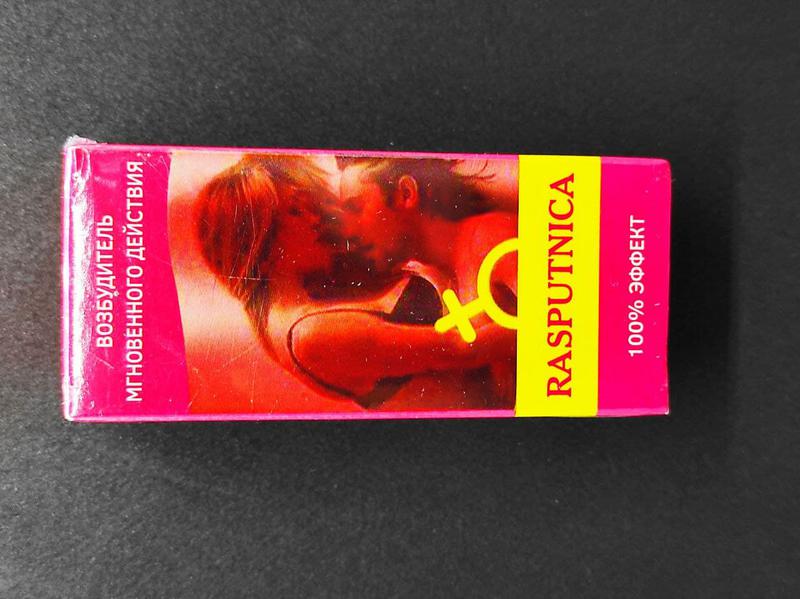 ВОЗБУДИТЕЛЬ
МГНОВЕННОГО ДЕЙСТВИЯ
RASPUTNICA
100% ЭФФЕКТ